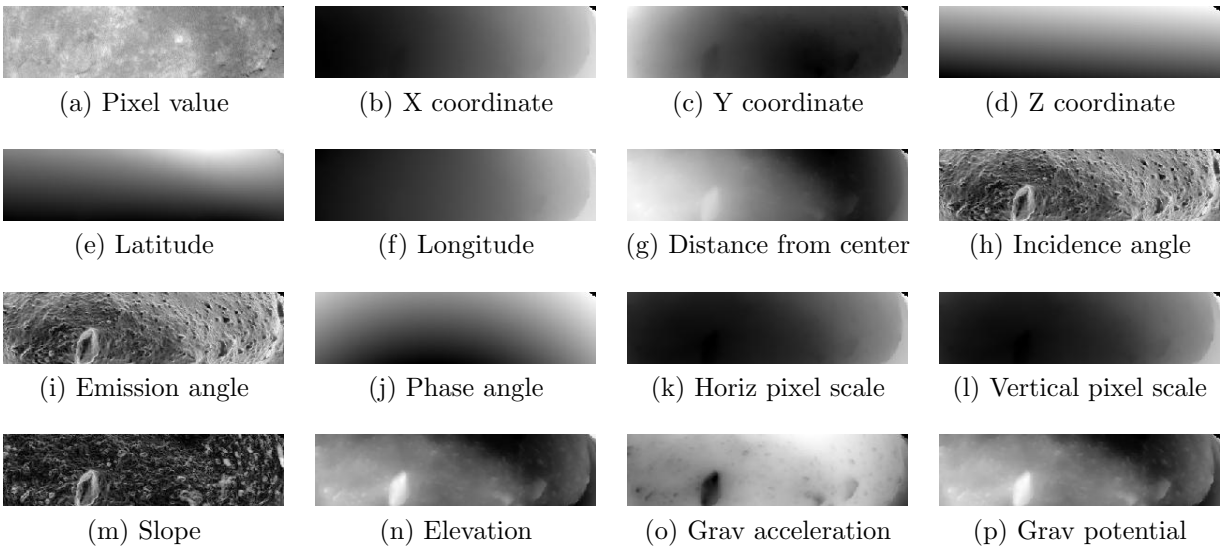 (a) Pixel value
(b) X coordinate
(c) Y coordinate
(d) Z coordinate
(e) Latitude
(f) Longitude
(g) Distance from center
(h) Incidence angle
(i) Emission angle
(j) Phase angle
(k) Horiz pixel scale
(l) Vertical pixel scale
(m) Slope
(n) Elevation
(o) Grav acceleration
(p) Grav potential